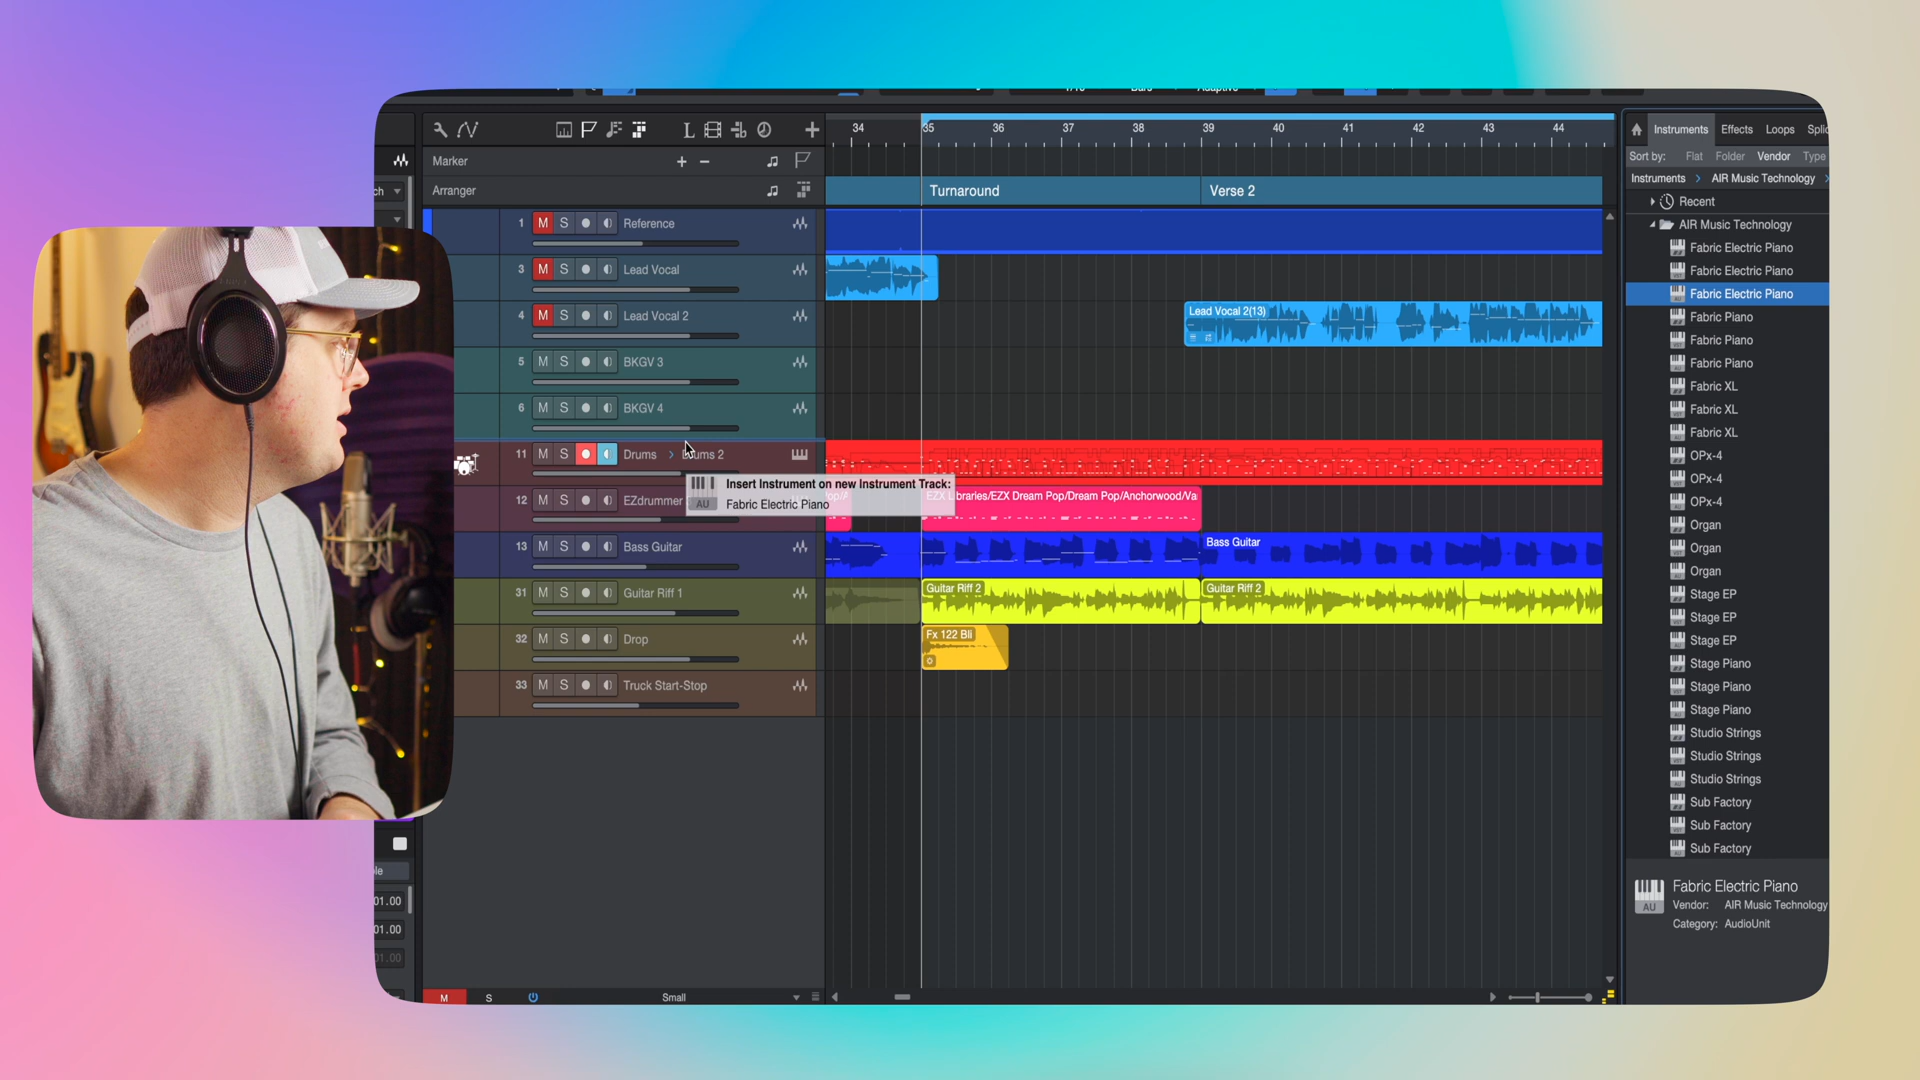 34 35 36 37 38 39 40 41 42 43 44
Marker
Arranger
Turnaround
Verse 2
1 M S Reference
3 M S Lead Vocal
4 M S Lead Vocal 2
Lead Vocal 2(13)
5 M S BKGV 3
6 M S BKGV 4
11 M S Drums > Drums 2
Insert Instrument on new Instrument Track:
AU Fabric Electric Piano
12 M S EZdrummer
EZX Libraries/EZX Dream Pop/Dream Pop/Anchorwood/Va
13 M S Bass Guitar
Bass Guitar
31 M S Guitar Riff 1
Guitar Riff 2
Guitar Riff 2
32 M S Drop
Fx 122 Bli
33 M S Truck Start-Stop
01.00
01.00
01.00
M S Small
Instruments Effects Loops Splic
Sort by: Flat Folder Vendor Type
Instruments > AIR Music Technology >
Recent
AIR Music Technology
Fabric Electric Piano
Fabric Electric Piano
Fabric Electric Piano
Fabric Piano
Fabric Piano
Fabric Piano
Fabric XL
Fabric XL
Fabric XL
OPx-4
OPx-4
OPx-4
Organ
Organ
Organ
Stage EP
Stage EP
Stage EP
Stage Piano
Stage Piano
Stage Piano
Studio Strings
Studio Strings
Studio Strings
Sub Factory
Sub Factory
Sub Factory
Fabric Electric Piano
AU
Vendor: AIR Music Technology
Category: AudioUnit